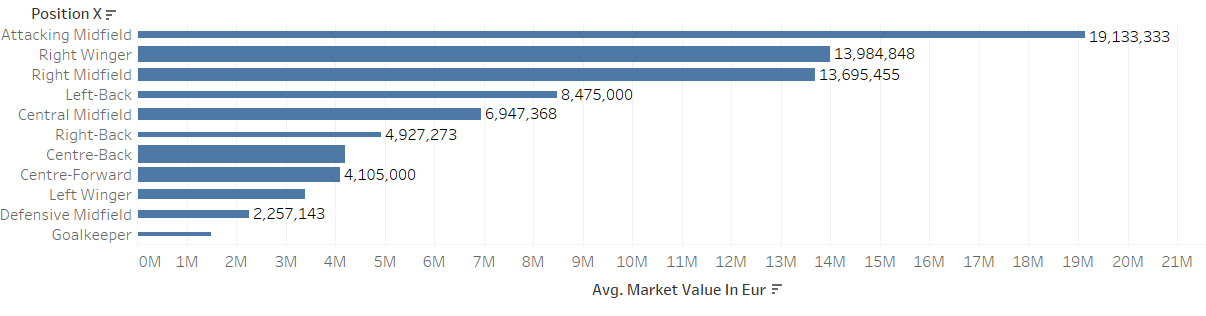 Position X
Attacking Midfield 19,133,333
Right Winger 13,984,848
Right Midfield 13,695,455
Left-Back 8,475,000
Central Midfield 6,947,368
Right-Back 4,927,273
Centre-Back
Centre-Forward 4,105,000
Left Winger
Defensive Midfield 2,257,143
Goalkeeper
0M 1M 2M 3M 4M 5M 6M 7M 8M 9M 10M 11M 12M 13M 14M 15M 16M 17M 18M 19M 20M 21M
Avg. Market Value In Eur